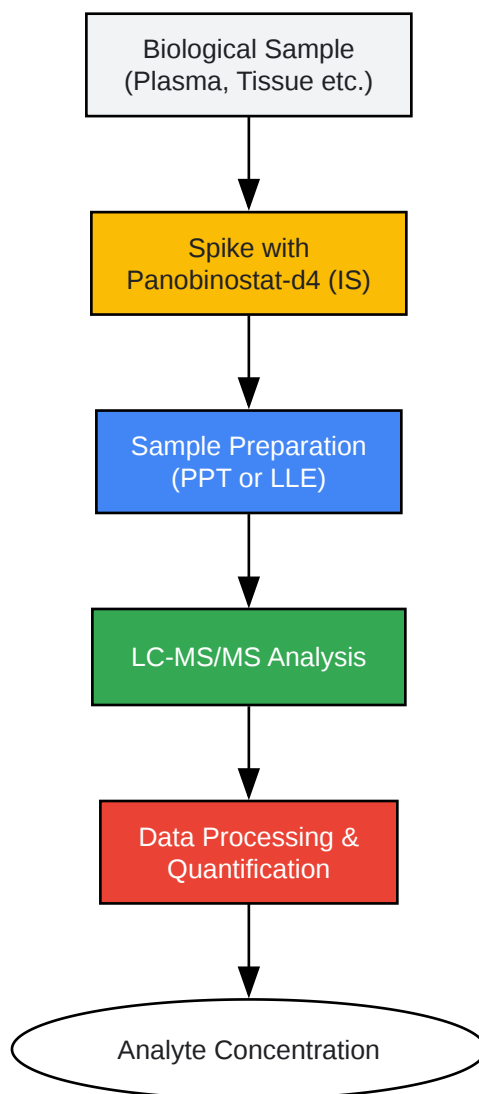 Biological Sample
(Plasma, Tissue etc.)
Spike with
Panobinostat-d4 (IS)
Sample Preparation
(PPT or LLE)
LC-MS/MS Analysis
Data Processing &
Quantification
Analyte Concentration